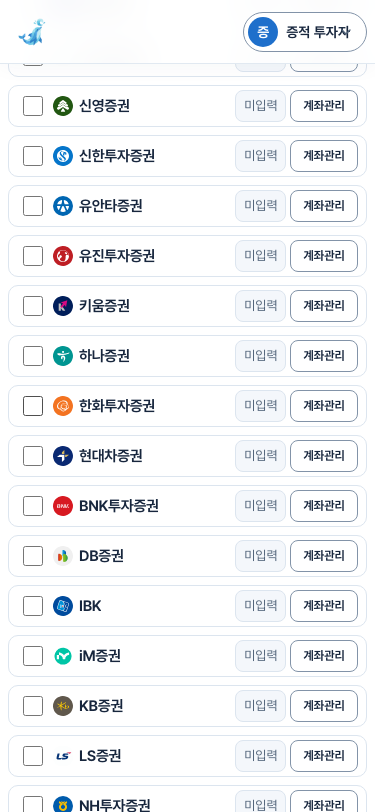 증 증적 투자자
신영증권 미입력 계좌관리
신한투자증권 미입력 계좌관리
유안타증권 미입력 계좌관리
유진투자증권 미입력 계좌관리
키움증권 미입력 계좌관리
하나증권 미입력 계좌관리
한화투자증권 미입력 계좌관리
현대차증권 미입력 계좌관리
BNK BNK투자증권 미입력 계좌관리
DB증권 미입력 계좌관리
IBK 미입력 계좌관리
iM증권 미입력 계좌관리
KB증권 미입력 계좌관리
LS LS증권 미입력 계좌관리
NH투자증권 미입력 계좌관리